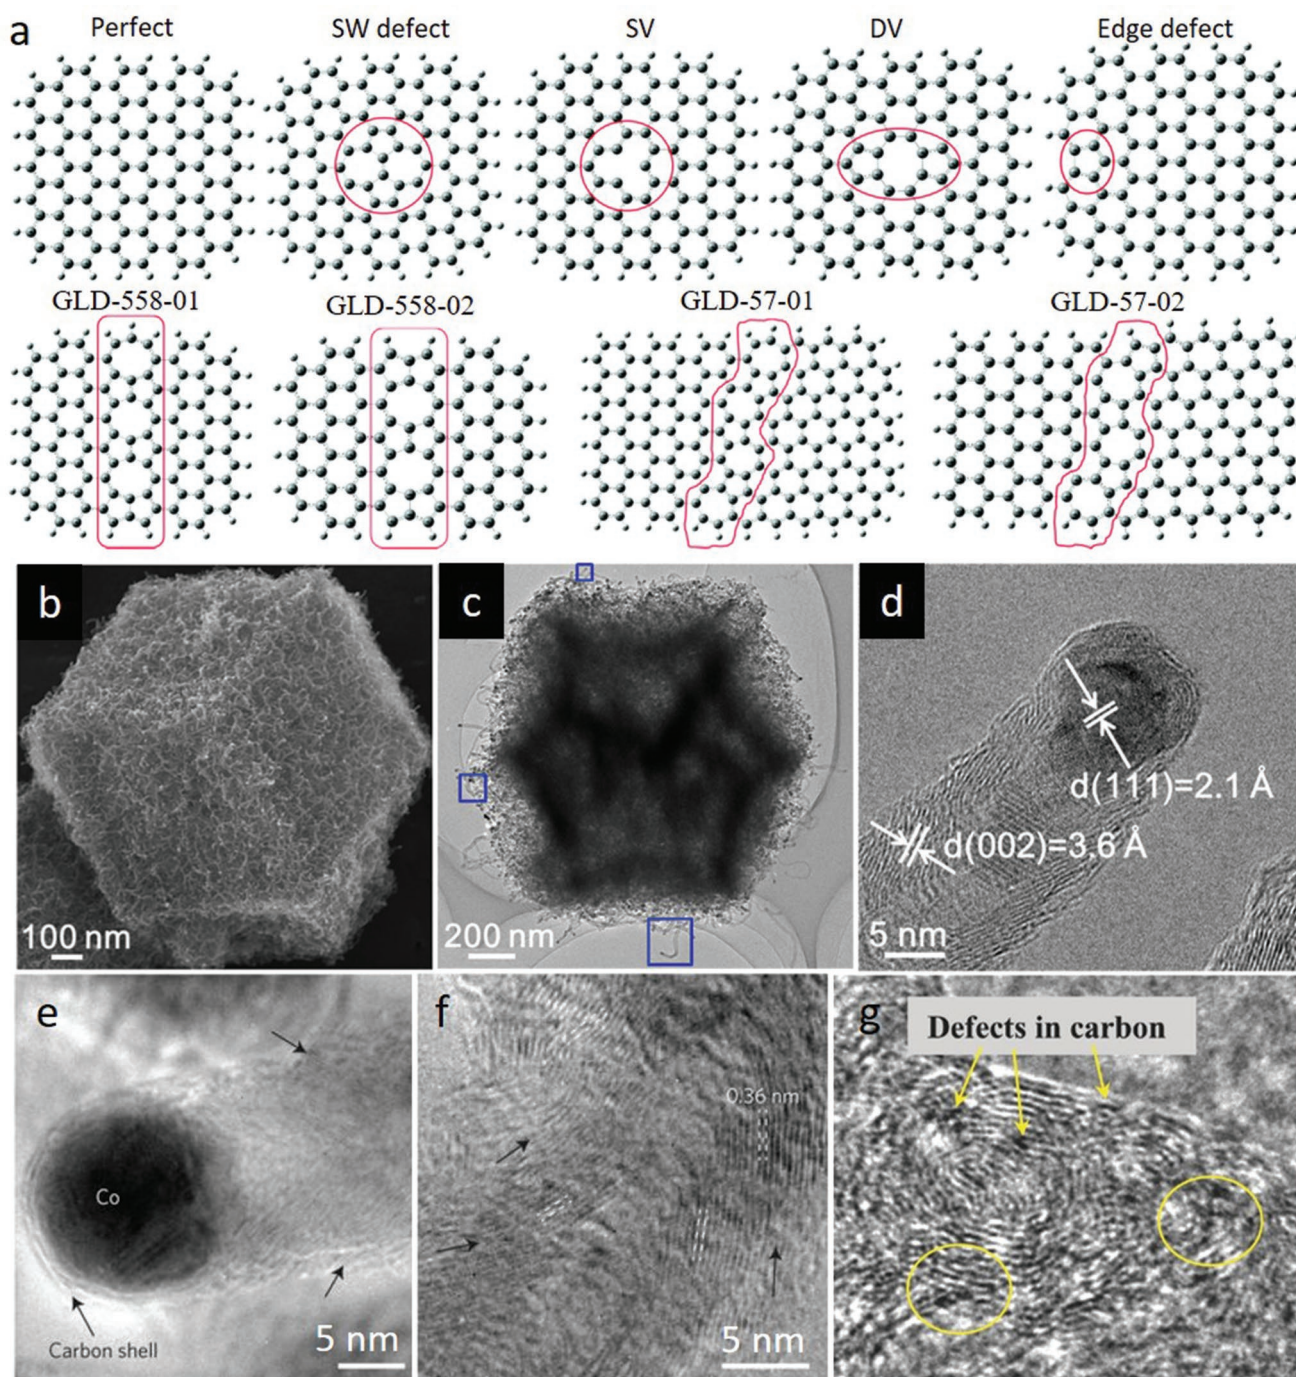 a
Perfect
SW defect
SV
DV
Edge defect
GLD-558-01
GLD-558-02
GLD-57-01
GLD-57-02
b
100 nm
c
200 nm
d
d(111)=2.1 Å
d(002)=3.6 Å
5 nm
e
Co
Carbon shell
5 nm
f
0.36 nm
5 nm
g
Defects in carbon